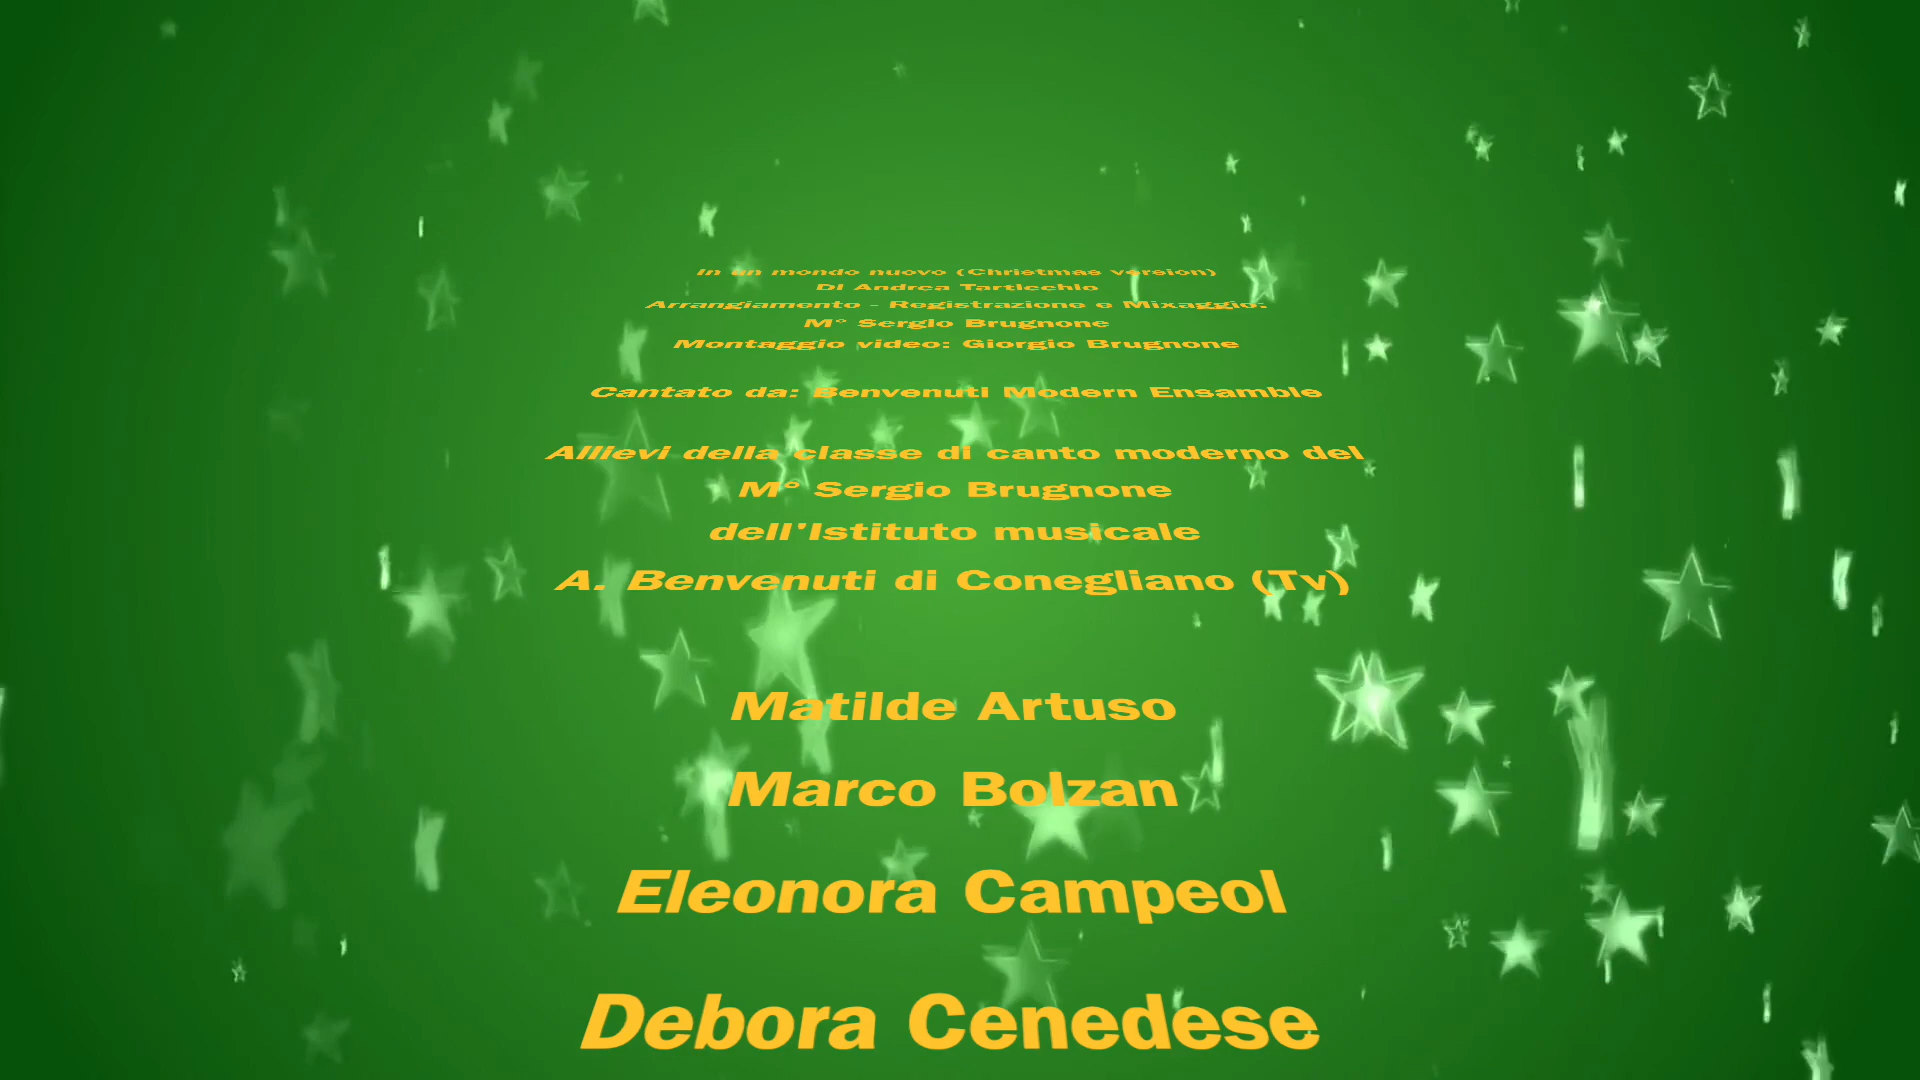 In un mondo nuovo (Christmas version)
Di Andrea Tarticchio
Arrangiamento - Registrazione e Mixaggio:
M° Sergio Brugnone
Montaggio video: Giorgio Brugnone
Cantato da: Benvenuti Modern Ensamble
Allievi della classe di canto moderno del
M° Sergio Brugnone
dell'Istituto musicale
A. Benvenuti di Conegliano (Tv)
Matilde Artuso
Marco Bolzan
Eleonora Campeol
Debora Cenedese